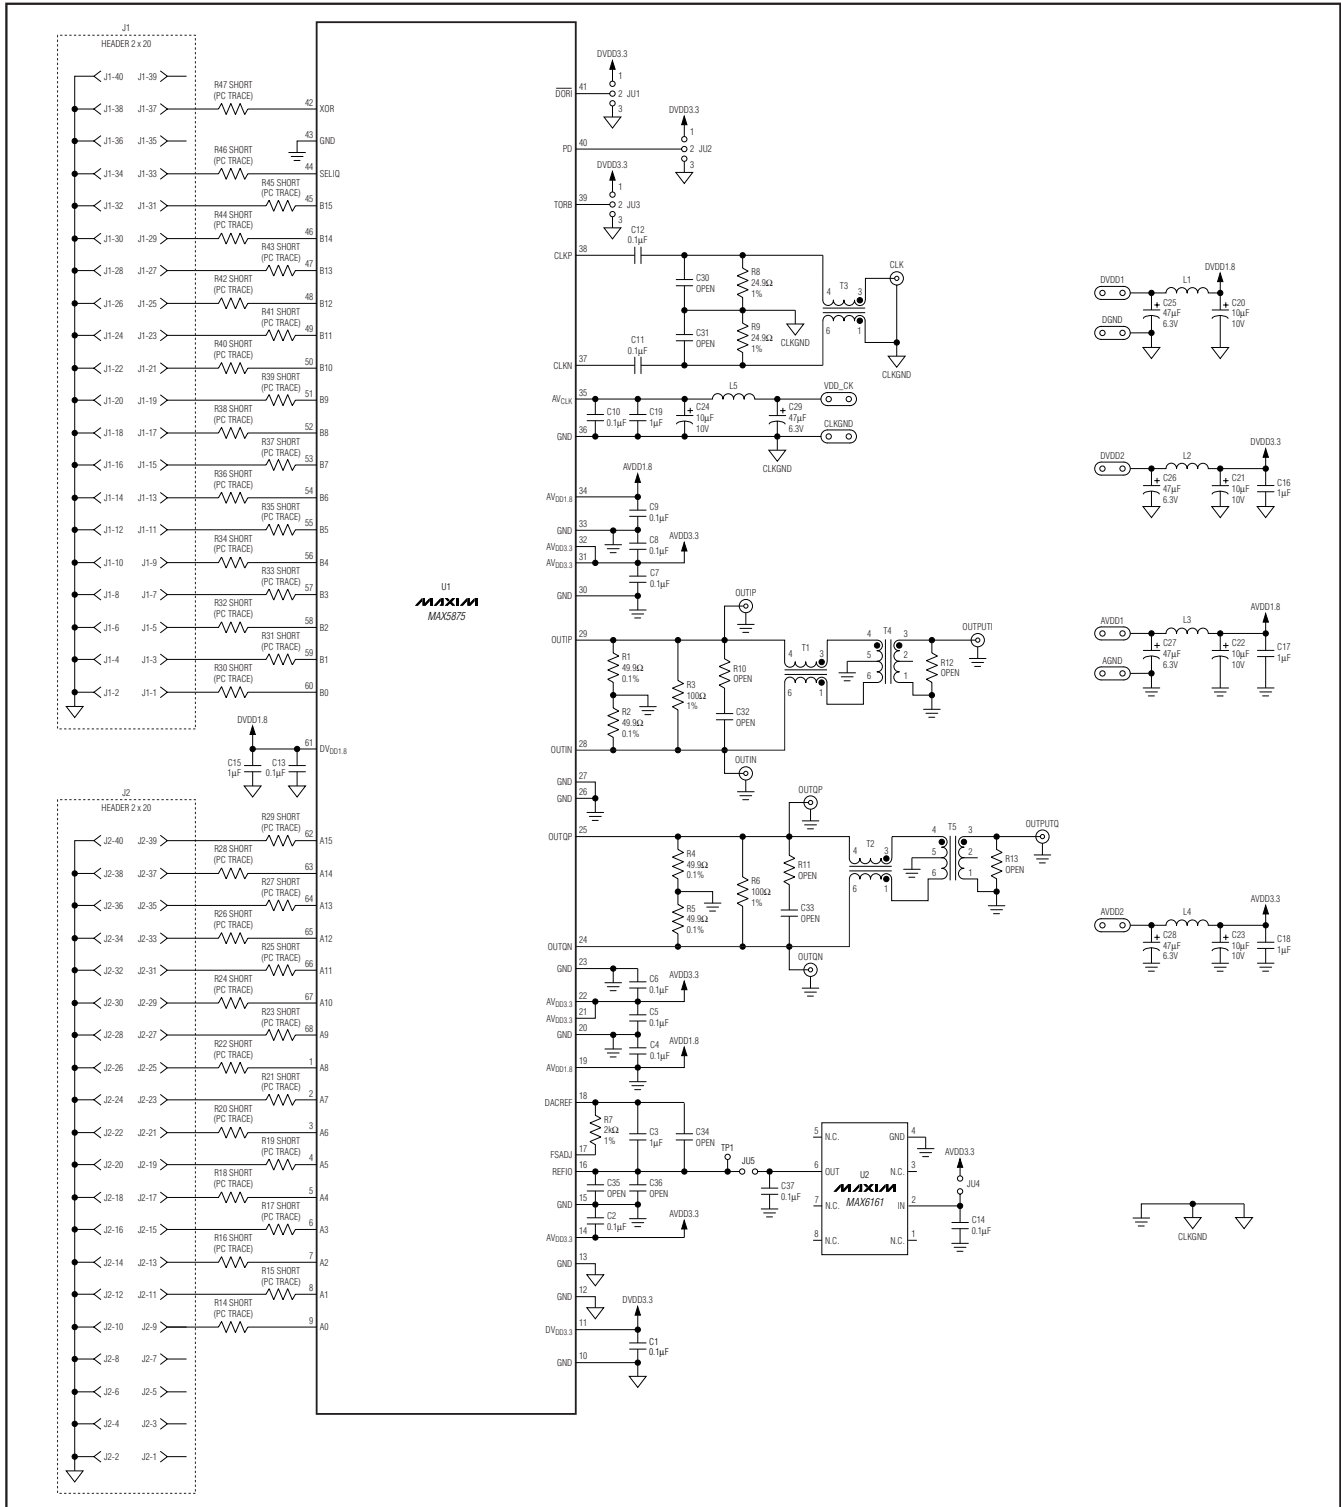 J1
HEADER 2 x 20
J1-40 J1-39
J1-38 J1-37
J1-36 J1-35
J1-34 J1-33
J1-32 J1-31
J1-30 J1-29
J1-28 J1-27
J1-26 J1-25
J1-24 J1-23
J1-22 J1-21
J1-20 J1-19
J1-18 J1-17
J1-16 J1-15
J1-14 J1-13
J1-12 J1-11
J1-10 J1-9
J1-8 J1-7
J1-6 J1-5
J1-4 J1-3
J1-2 J1-1
R47 SHORT
(PC TRACE)
R46 SHORT
(PC TRACE)
R45 SHORT
(PC TRACE)
R44 SHORT
(PC TRACE)
R43 SHORT
(PC TRACE)
R42 SHORT
(PC TRACE)
R41 SHORT
(PC TRACE)
R40 SHORT
(PC TRACE)
R39 SHORT
(PC TRACE)
R38 SHORT
(PC TRACE)
R37 SHORT
(PC TRACE)
R36 SHORT
(PC TRACE)
R35 SHORT
(PC TRACE)
R34 SHORT
(PC TRACE)
R33 SHORT
(PC TRACE)
R32 SHORT
(PC TRACE)
R31 SHORT
(PC TRACE)
R30 SHORT
(PC TRACE)
42 XOR
43 GND
44 SELIQ
45 B15
46 B14
47 B13
48 B12
49 B11
50 B10
51 B9
52 B8
53 B7
54 B6
55 B5
56 B4
57 B3
58 B2
59 B1
60 B0
DVDD1.8
61 DVDD1.8
C15
1µF
C13
0.1µF
J2
HEADER 2 x 20
J2-40 J2-39
J2-38 J2-37
J2-36 J2-35
J2-34 J2-33
J2-32 J2-31
J2-30 J2-29
J2-28 J2-27
J2-26 J2-25
J2-24 J2-23
J2-22 J2-21
J2-20 J2-19
J2-18 J2-17
J2-16 J2-15
J2-14 J2-13
J2-12 J2-11
J2-10 J2-9
J2-8 J2-7
J2-6 J2-5
J2-4 J2-3
J2-2 J2-1
R29 SHORT
(PC TRACE)
R28 SHORT
(PC TRACE)
R27 SHORT
(PC TRACE)
R26 SHORT
(PC TRACE)
R25 SHORT
(PC TRACE)
R24 SHORT
(PC TRACE)
R23 SHORT
(PC TRACE)
R22 SHORT
(PC TRACE)
R21 SHORT
(PC TRACE)
R20 SHORT
(PC TRACE)
R19 SHORT
(PC TRACE)
R18 SHORT
(PC TRACE)
R17 SHORT
(PC TRACE)
R16 SHORT
(PC TRACE)
R15 SHORT
(PC TRACE)
R14 SHORT
(PC TRACE)
62 A15
63 A14
64 A13
65 A12
66 A11
67 A10
68 A9
1 A8
2 A7
3 A6
4 A5
5 A4
6 A3
7 A2
8 A1
9 A0
U1
MAXIM
MAX5875
DORI 41
DVDD3.3
1
2 JU1
3
PD 40
DVDD3.3
1
2 JU2
3
TORB 39
DVDD3.3
1
2 JU3
3
CLKP 38
C12
0.1µF
C30
OPEN
R8
24.9Ω
1%
C31
OPEN
R9
24.9Ω
1%
CLKGND
4 T3 3
6 1
CLK
CLKGND
C11
0.1µF
CLKN 37
AVCLK 35
GND 36
C10
0.1µF
C19
1µF
C24
10µF
10V
L5
C29
47µF
6.3V
VDD_CK
CLKGND
CLKGND
AVDD1.8
AVDD1.8 34
C9
0.1µF
GND 33
AVDD3.3 32
C8
0.1µF
AVDD3.3
AVDD3.3 31
C7
0.1µF
GND 30
OUTIP
OUTIP 29
R1
49.9Ω
0.1%
R2
49.9Ω
0.1%
R3
100Ω
1%
R10
OPEN
C32
OPEN
T1
4 3
6 1
T4
4 3
5 2
6 1
R12
OPEN
OUTPUTI
OUTIN 28
OUTIN
GND 27
GND 26
OUTQP
OUTQP 25
R4
49.9Ω
0.1%
R5
49.9Ω
0.1%
R6
100Ω
1%
R11
OPEN
C33
OPEN
T2
4 3
6 1
T5
4 3
5 2
6 1
R13
OPEN
OUTPUTQ
OUTQN 24
OUTQN
GND 23
C6
0.1µF
AVDD3.3
AVDD3.3 22
AVDD3.3 21
C5
0.1µF
GND 20
C4
0.1µF
AVDD1.8
AVDD1.8 19
DACREF 18
R7
2kΩ
1%
C3
1µF
C34
OPEN
FSADJ 17
REFIO 16
TP1
JU5
C35
OPEN
C36
OPEN
C37
0.1µF
GND 15
C2
0.1µF
AVDD3.3
AVDD3.3 14
GND 13
GND 12
DVDD3.3
DVDD3.3 11
C1
0.1µF
GND 10
5 N.C. GND 4
6 OUT N.C. 3
U2
MAXIM
MAX6161
7 N.C. IN 2
8 N.C. N.C. 1
AVDD3.3
JU4
C14
0.1µF
DVDD1
DGND
L1
DVDD1.8
C25
47µF
6.3V
C20
10µF
10V
DVDD2
L2
DVDD3.3
C26
47µF
6.3V
C21
10µF
10V
C16
1µF
AVDD1
AGND
L3
AVDD1.8
C27
47µF
6.3V
C22
10µF
10V
C17
1µF
AVDD2
L4
AVDD3.3
C28
47µF
6.3V
C23
10µF
10V
C18
1µF
CLKGND